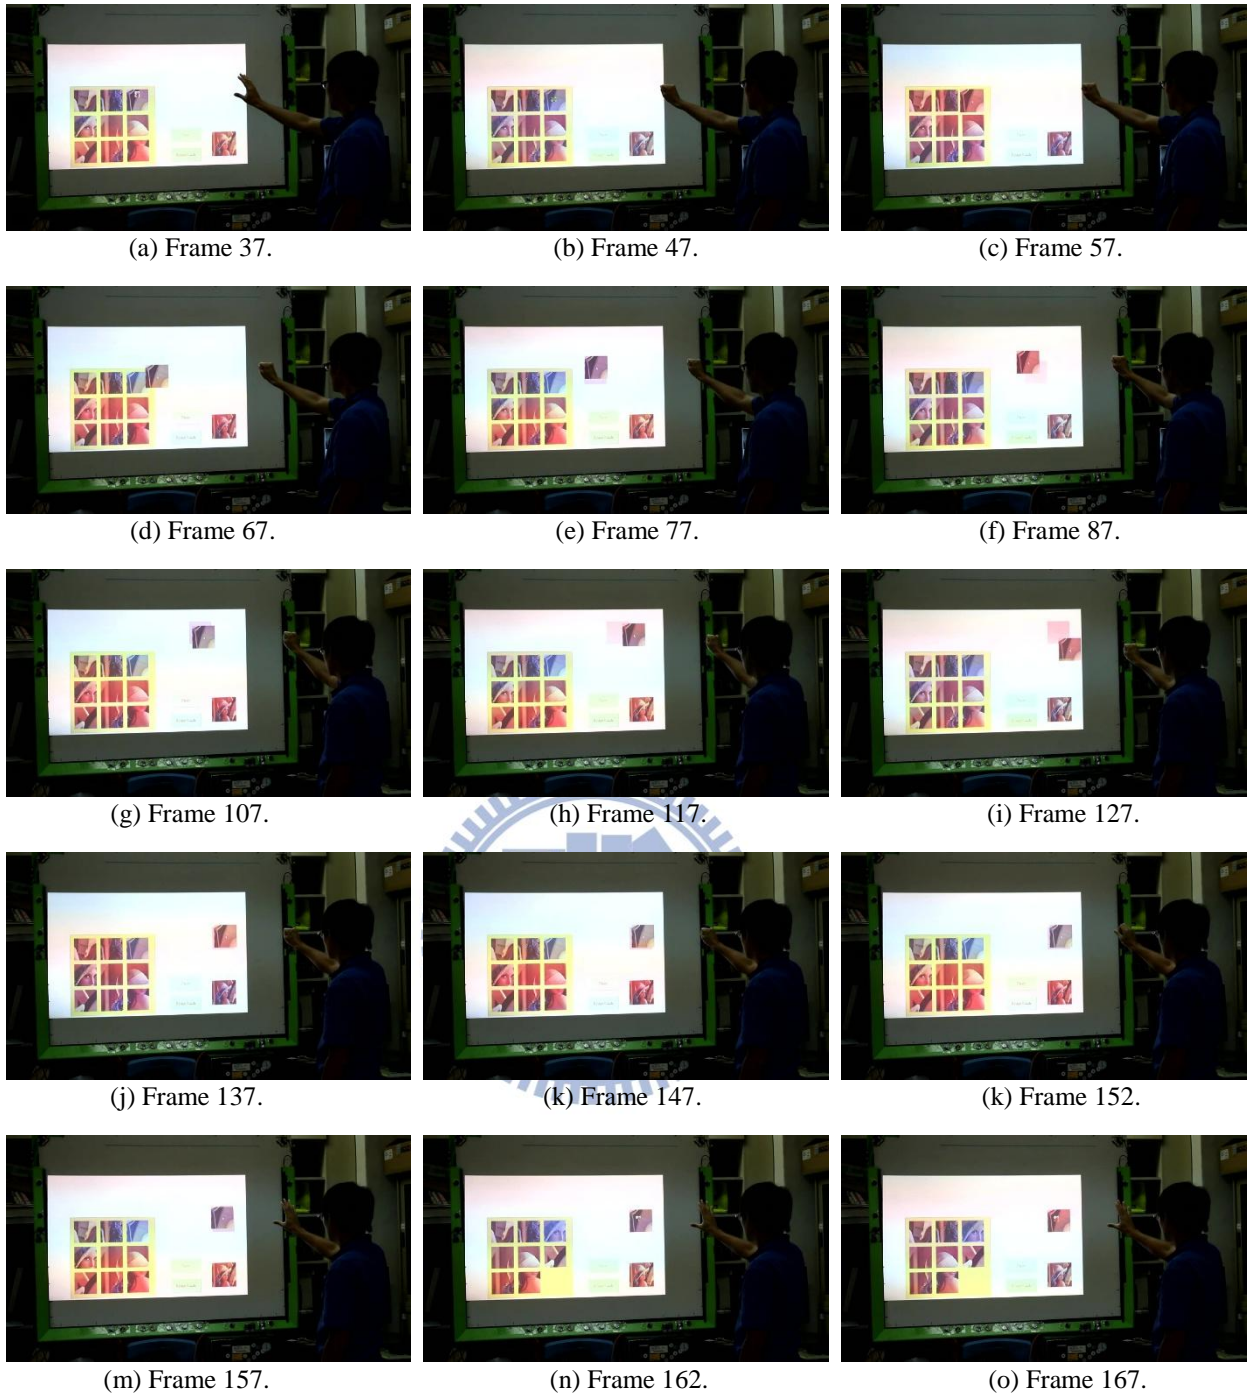 (a) Frame 37.
(b) Frame 47.
(c) Frame 57.
(d) Frame 67.
(e) Frame 77.
(f) Frame 87.
(g) Frame 107.
(h) Frame 117.
(i) Frame 127.
(j) Frame 137.
(k) Frame 147.
(k) Frame 152.
(m) Frame 157.
(n) Frame 162.
(o) Frame 167.